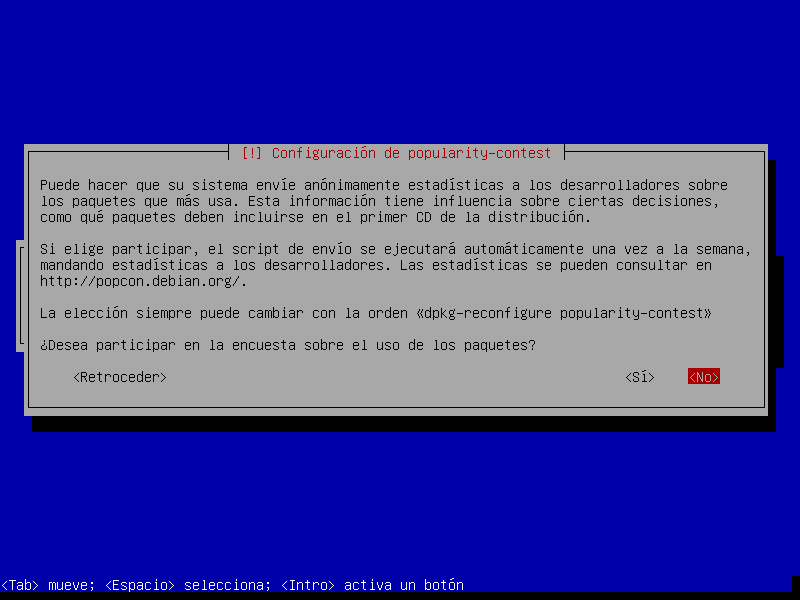 [!] Configuración de popularity-contest
Puede hacer que su sistema envíe anónimamente estadísticas a los desarrolladores sobre
los paquetes que más usa. Esta información tiene influencia sobre ciertas decisiones,
como qué paquetes deben incluirse en el primer CD de la distribución.
Si elige participar, el script de envío se ejecutará automáticamente una vez a la semana,
mandando estadísticas a los desarrolladores. Las estadísticas se pueden consultar en
http://popcon.debian.org/.
La elección siempre puede cambiar con la orden «dpkg-reconfigure popularity-contest»
¿Desea participar en la encuesta sobre el uso de los paquetes?
<Retroceder> <Sí> <No>
<Tab> mueve; <Espacio> selecciona; <Intro> activa un botón